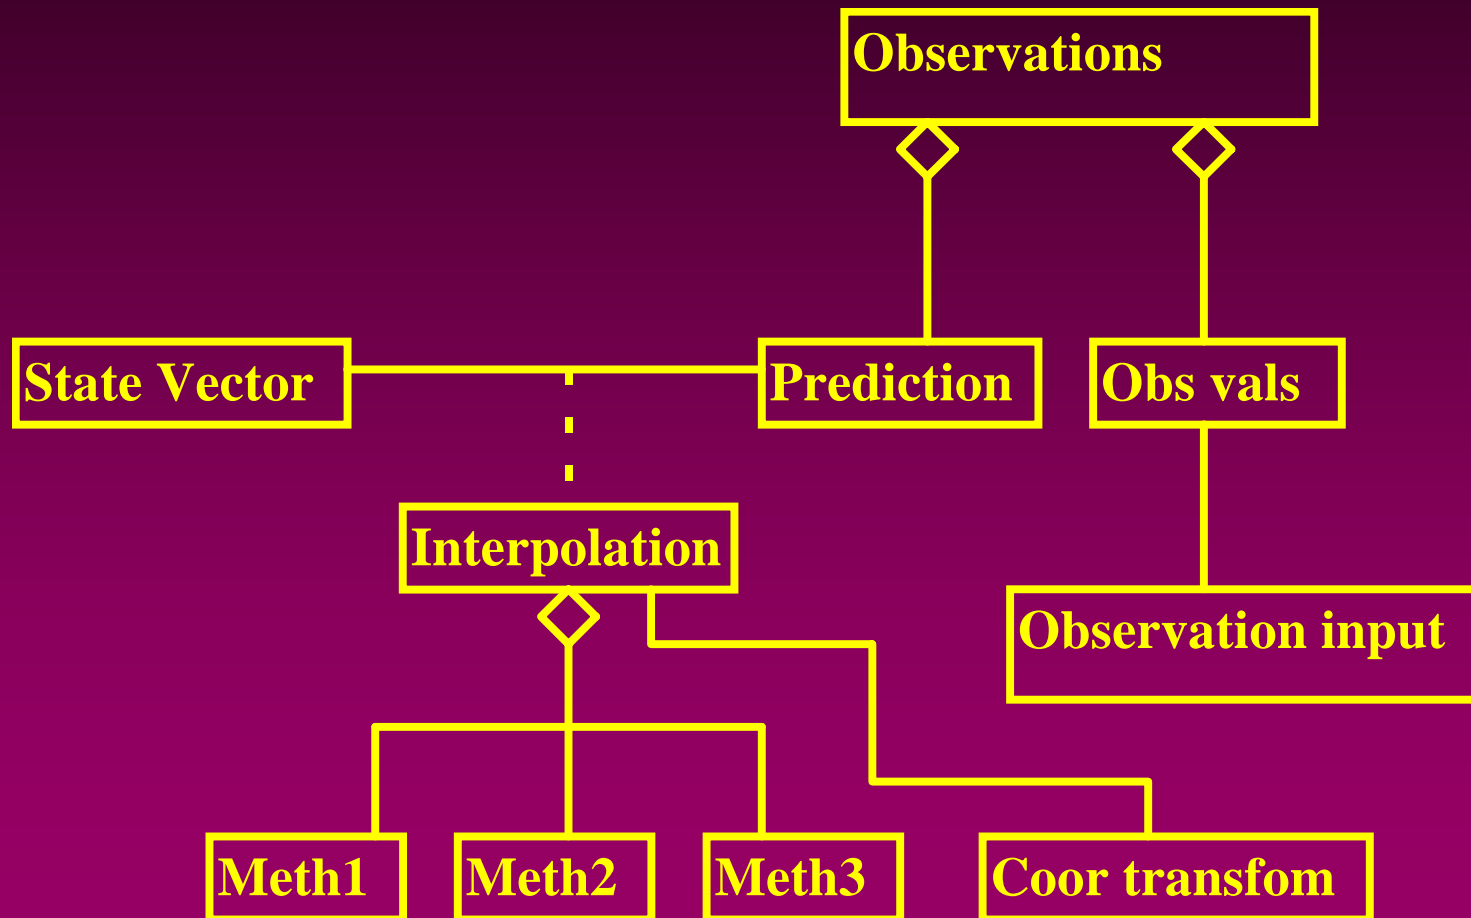 Observations
State Vector
Prediction
Obs vals
Interpolation
Observation input
Meth1
Meth2
Meth3
Coor transfom